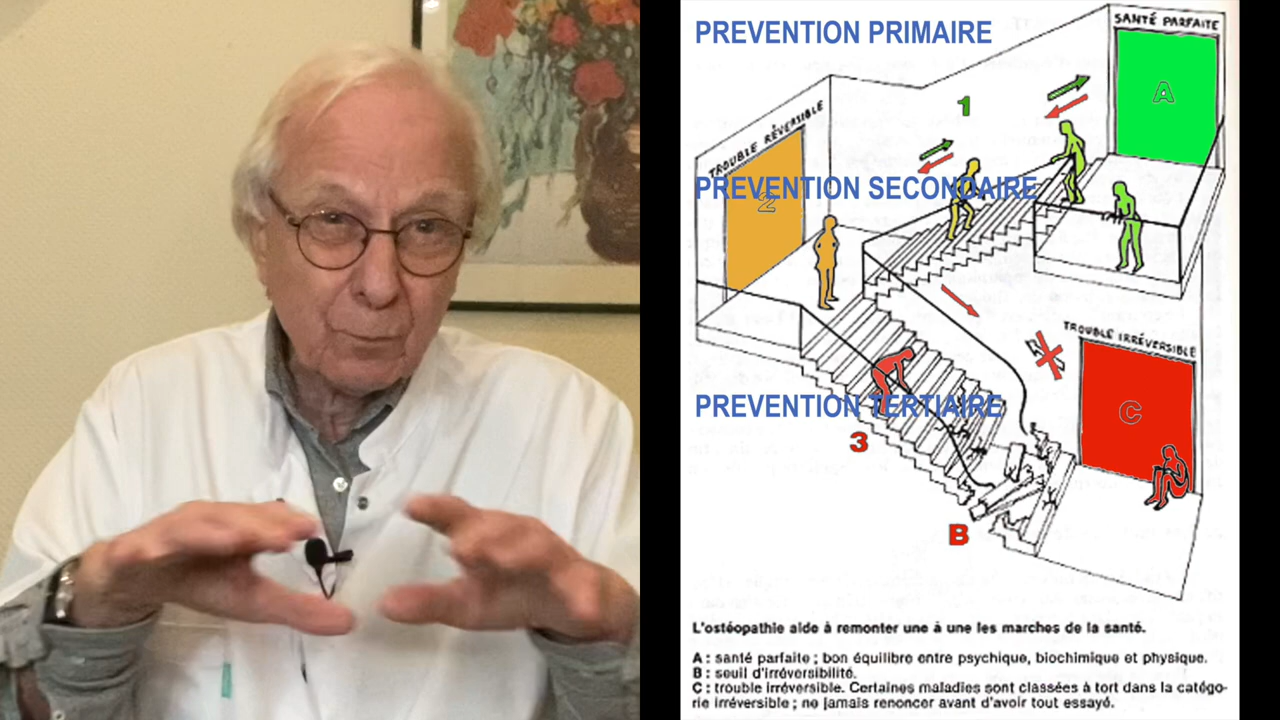 PREVENTION PRIMAIRE
SANTÉ PARFAITE
A
1
TROUBLE RÉVERSIBLE
PREVENTION SECONDAIRE
2
TROUBLE IRRÉVERSIBLE
PREVENTION TERTIAIRE
C
3
B
L'ostéopathie aide à remonter une à une les marches de la santé.
A : santé parfaite ; bon équilibre entre psychique, biochimique et physique.
B : seuil d'irréversibilité.
C : trouble irréversible. Certaines maladies sont classées à tort dans la catégo-
rie irréversible ; ne jamais renoncer avant d'avoir tout essayé.